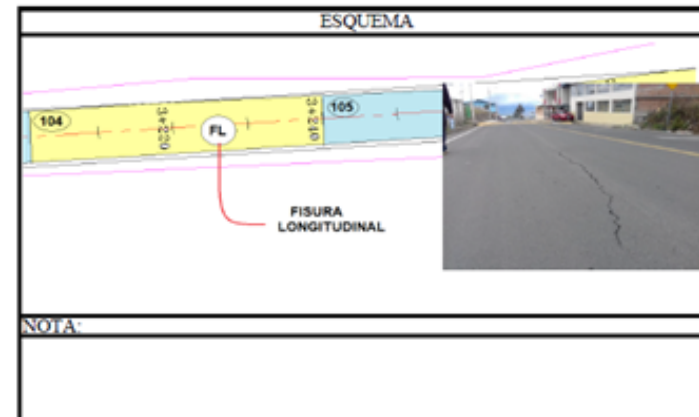 ESQUEMA
104
3+220
FL
3+240
105
FISURA
LONGITUDINAL
NOTA: